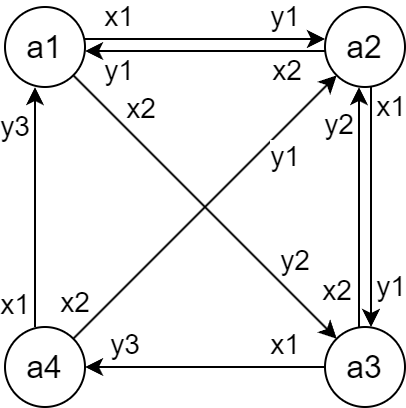 x1 y1
a1 a2
y1 x2
x2 x1
y3 y2
y1
y2
x1 x2 x2 y1
y3 x1
a4 a3